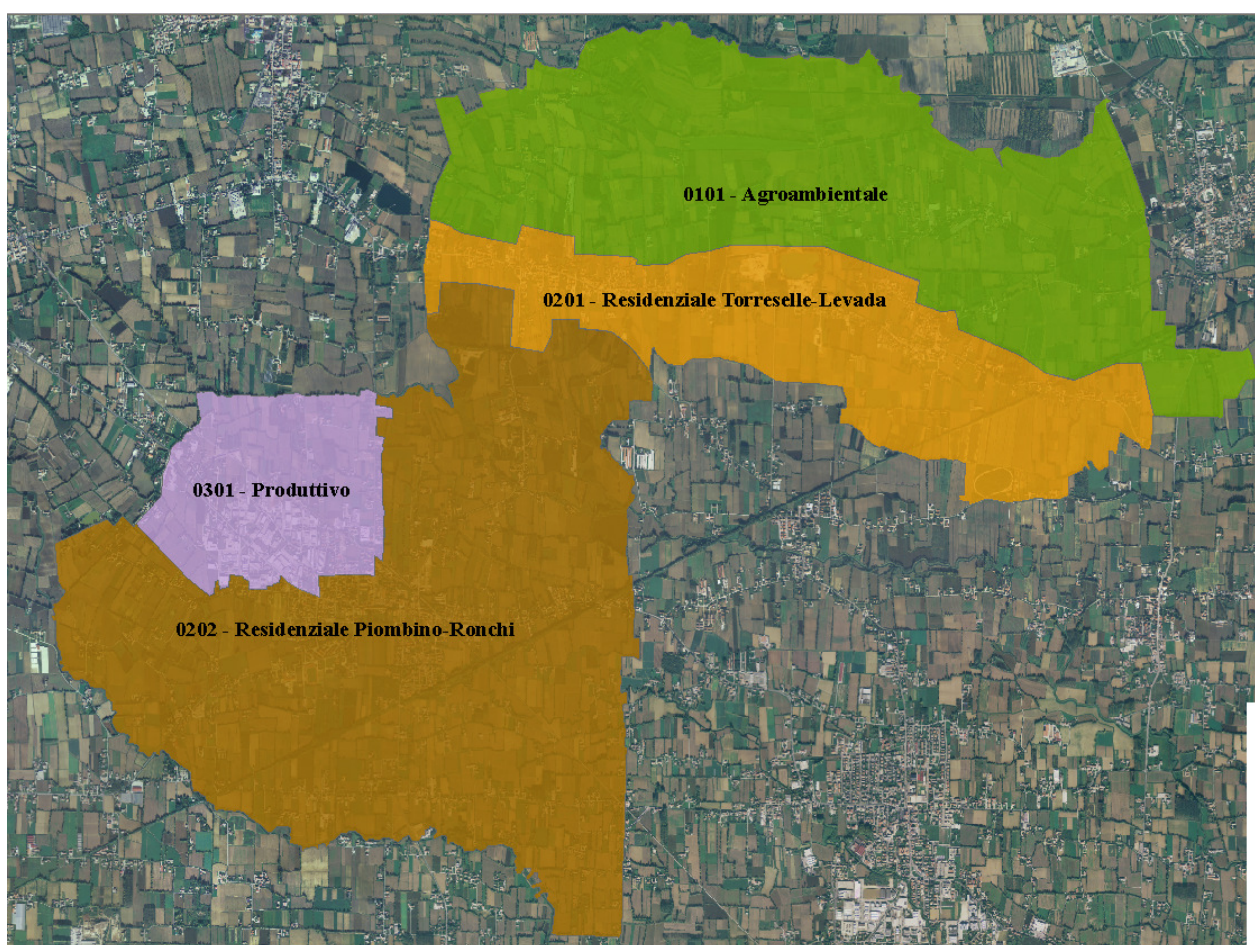 0101 - Agroambientale
0201 - Residenziale Torreselle-Levada
0301 - Produttivo
0202 - Residenziale Piombino-Ronchi